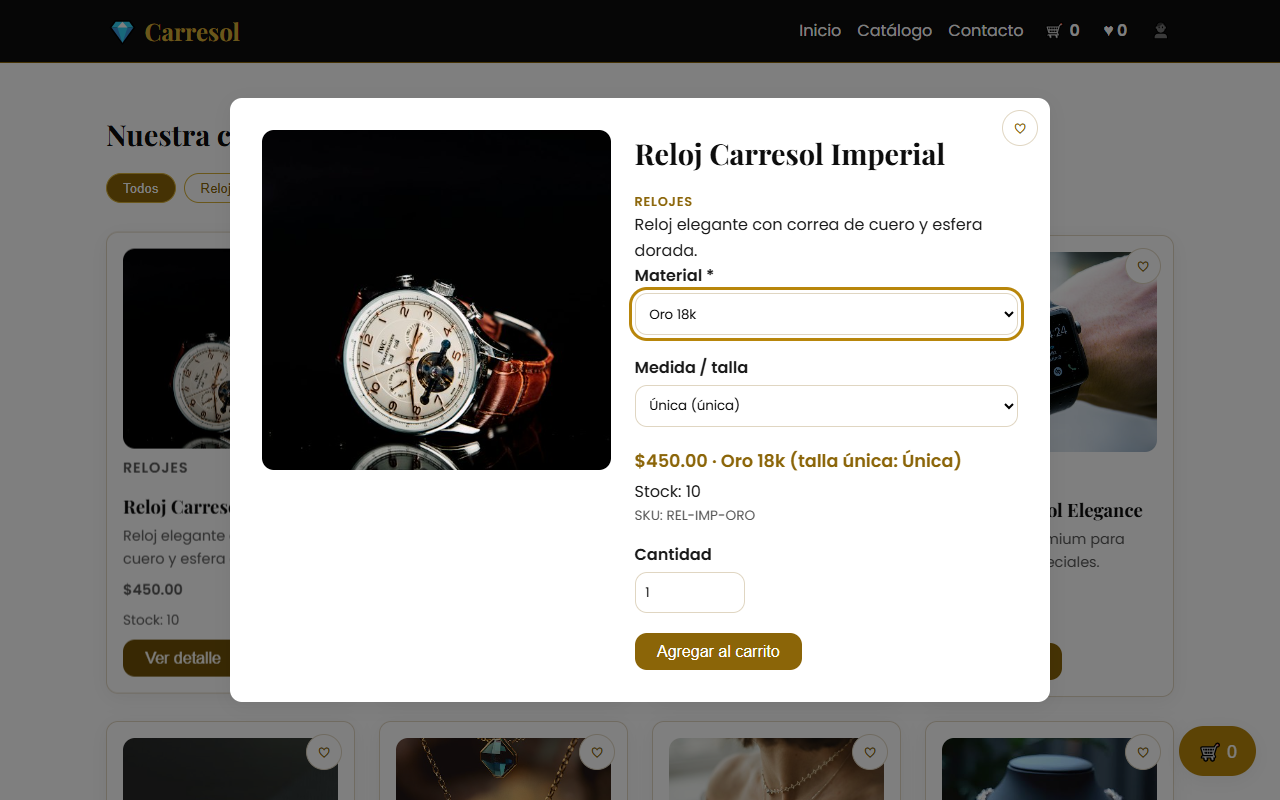 Carresol
Inicio Catálogo Contacto 0 0
Nuestra c
Todos
Reloj
RELOJES
Reloj Carreso
Reloj elegante
cuero y esfera
$450.00
Stock: 10
Ver detalle
Reloj Carresol Imperial
RELOJES
Reloj elegante con correa de cuero y esfera
dorada.
Material *
Oro 18k
Medida / talla
Única (única)
$450.00 · Oro 18k (talla única: Única)
Stock: 10
SKU: REL-IMP-ORO
Cantidad
1
Agregar al carrito
ol Elegance
mium para
eciales.
0
IWC